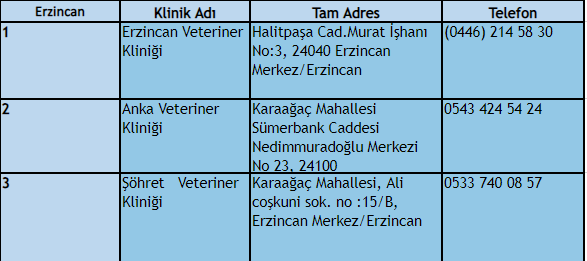 Erzincan Klinik Adı Tam Adres Telefon
1 Erzincan Veteriner Halitpaşa Cad.Murat İşhanı (0446) 214 58 30
Kliniği No:3, 24040 Erzincan
Merkez/Erzincan
2 Anka Veteriner Karaağaç Mahallesi 0543 424 54 24
Kliniği Sümerbank Caddesi
Nedimmuradoğlu Merkezi
No 23, 24100
3 Şöhret Veteriner Karaağaç Mahallesi, Ali 0533 740 08 57
Kliniği coşkuni sok. no :15/B,
Erzincan Merkez/Erzincan